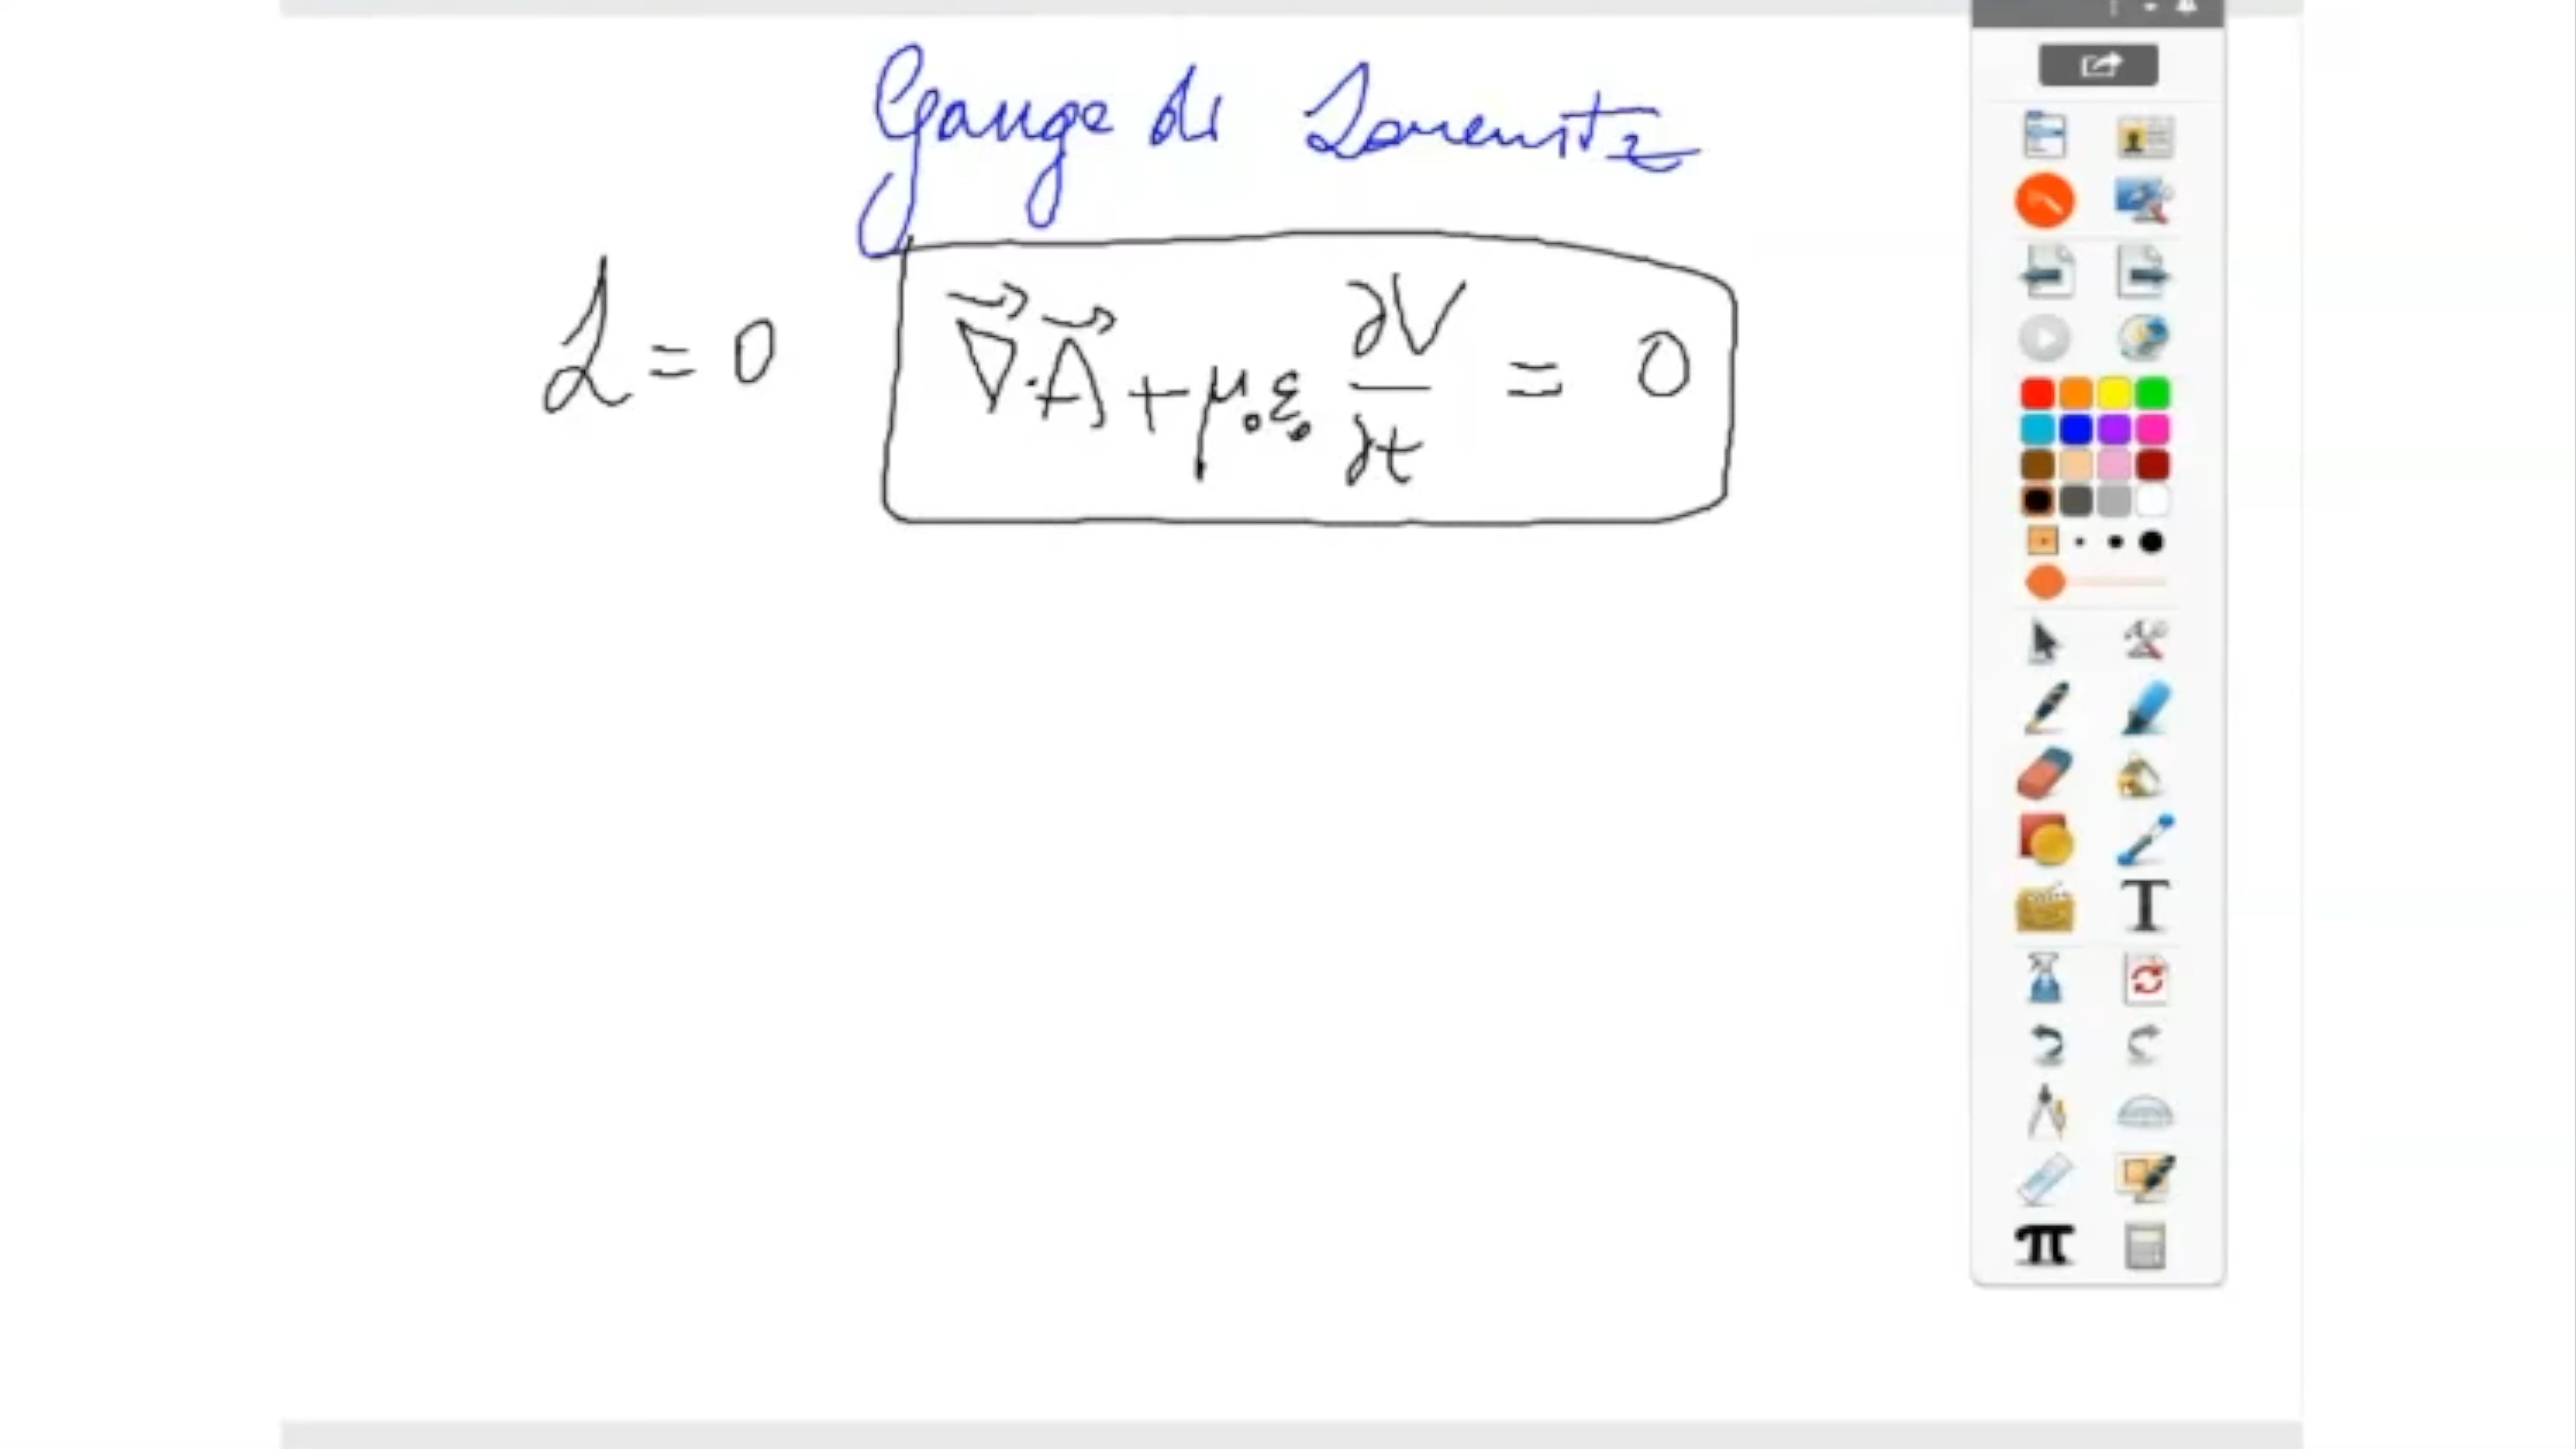 Gauge di Lorentz
ℒ = 0 ∇⃗·A⃗ + μ₀ε₀ ∂V/∂t = 0
T
π